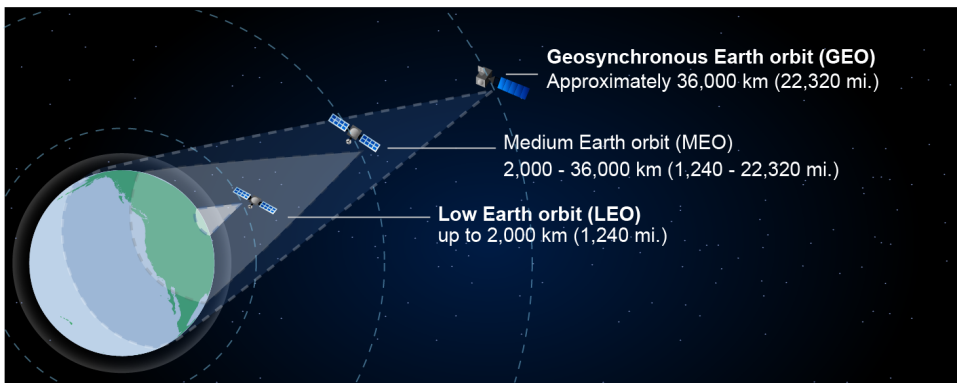 Geosynchronous Earth orbit (GEO)
Approximately 36,000 km (22,320 mi.)
Medium Earth orbit (MEO)
2,000 - 36,000 km (1,240 - 22,320 mi.)
Low Earth orbit (LEO)
up to 2,000 km (1,240 mi.)